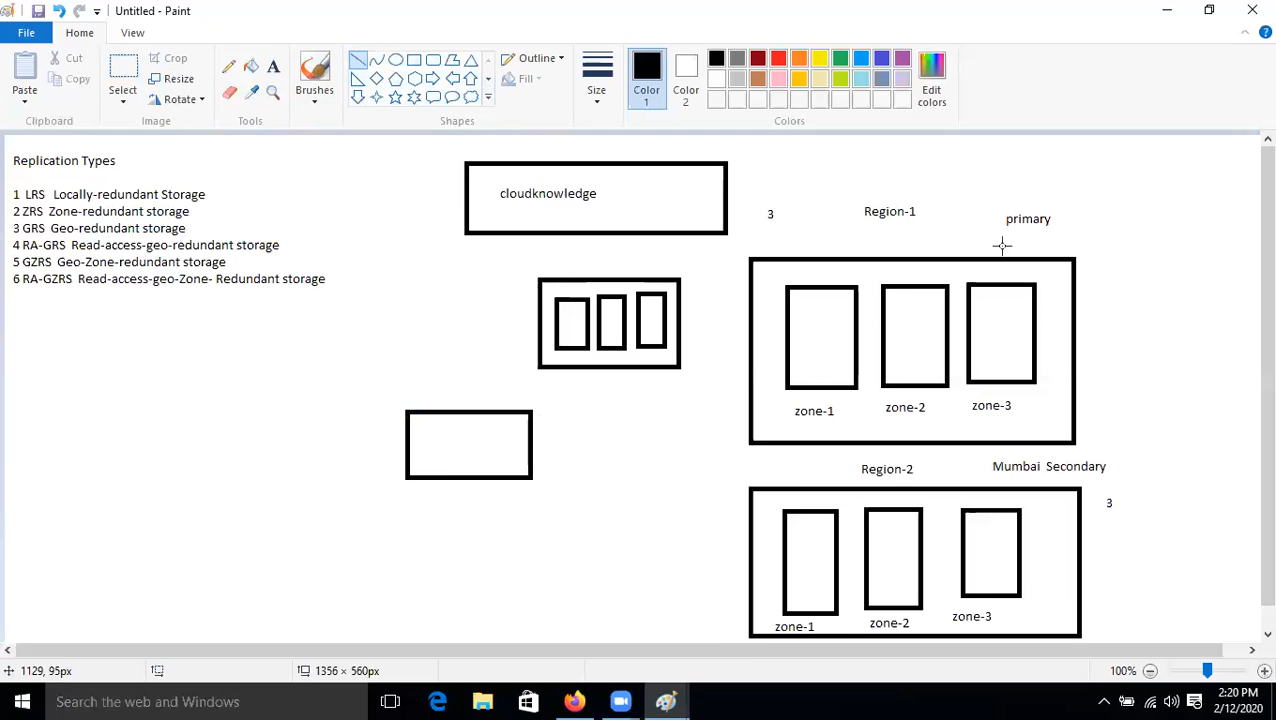 Untitled - Paint
File
Home
View
Paste
Cut
Copy
Clipboard
Select
Crop
Resize
Rotate
Image
A
Tools
Brushes
Outline
Fill
Shapes
Size
Color 1
Color 2
Edit colors
Colors
Replication Types
1 LRS Locally-redundant Storage
2 ZRS Zone-redundant storage
3 GRS Geo-redundant storage
4 RA-GRS Read-access-geo-redundant storage
5 GZRS Geo-Zone-redundant storage
6 RA-GZRS Read-access-geo-Zone- Redundant storage
cloudknowledge
3
Region-1
primary
zone-1
zone-2
zone-3
Region-2
Mumbai Secondary
3
zone-1
zone-2
zone-3
1129, 95px
1356 × 560px
100%
Search the web and Windows
2:20 PM
2/12/2020